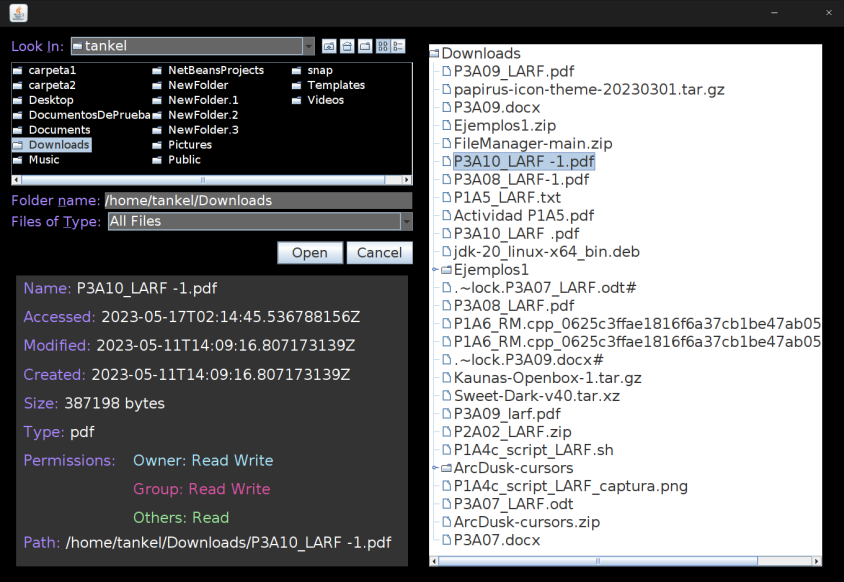 Look In: tankel
carpeta1 NetBeansProjects snap
carpeta2 NewFolder Templates
Desktop NewFolder.1 Videos
DocumentosDePrueba NewFolder.2
Documents NewFolder.3
Downloads Pictures
Music Public
Folder name: /home/tankel/Downloads
Files of Type: All Files
Open Cancel
Name: P3A10_LARF -1.pdf
Accessed: 2023-05-17T02:14:45.536788156Z
Modified: 2023-05-11T14:09:16.807173139Z
Created: 2023-05-11T14:09:16.807173139Z
Size: 387198 bytes
Type: pdf
Permissions: Owner: Read Write
Group: Read Write
Others: Read
Path: /home/tankel/Downloads/P3A10_LARF -1.pdf
Downloads
P3A09_LARF.pdf
papirus-icon-theme-20230301.tar.gz
P3A09.docx
Ejemplos1.zip
FileManager-main.zip
P3A10_LARF -1.pdf
P3A08_LARF-1.pdf
P1A5_LARF.txt
Actividad P1A5.pdf
P3A10_LARF .pdf
jdk-20_linux-x64_bin.deb
Ejemplos1
.~lock.P3A07_LARF.odt#
P3A08_LARF.pdf
P1A6_RM.cpp_0625c3ffae1816f6a37cb1be47ab05
P1A6_RM.cpp_0625c3ffae1816f6a37cb1be47ab05
.~lock.P3A09.docx#
Kaunas-Openbox-1.tar.gz
Sweet-Dark-v40.tar.xz
P3A09_larf.pdf
P2A02_LARF.zip
P1A4c_script_LARF.sh
ArcDusk-cursors
P1A4c_script_LARF_captura.png
P3A07_LARF.odt
ArcDusk-cursors.zip
P3A07.docx